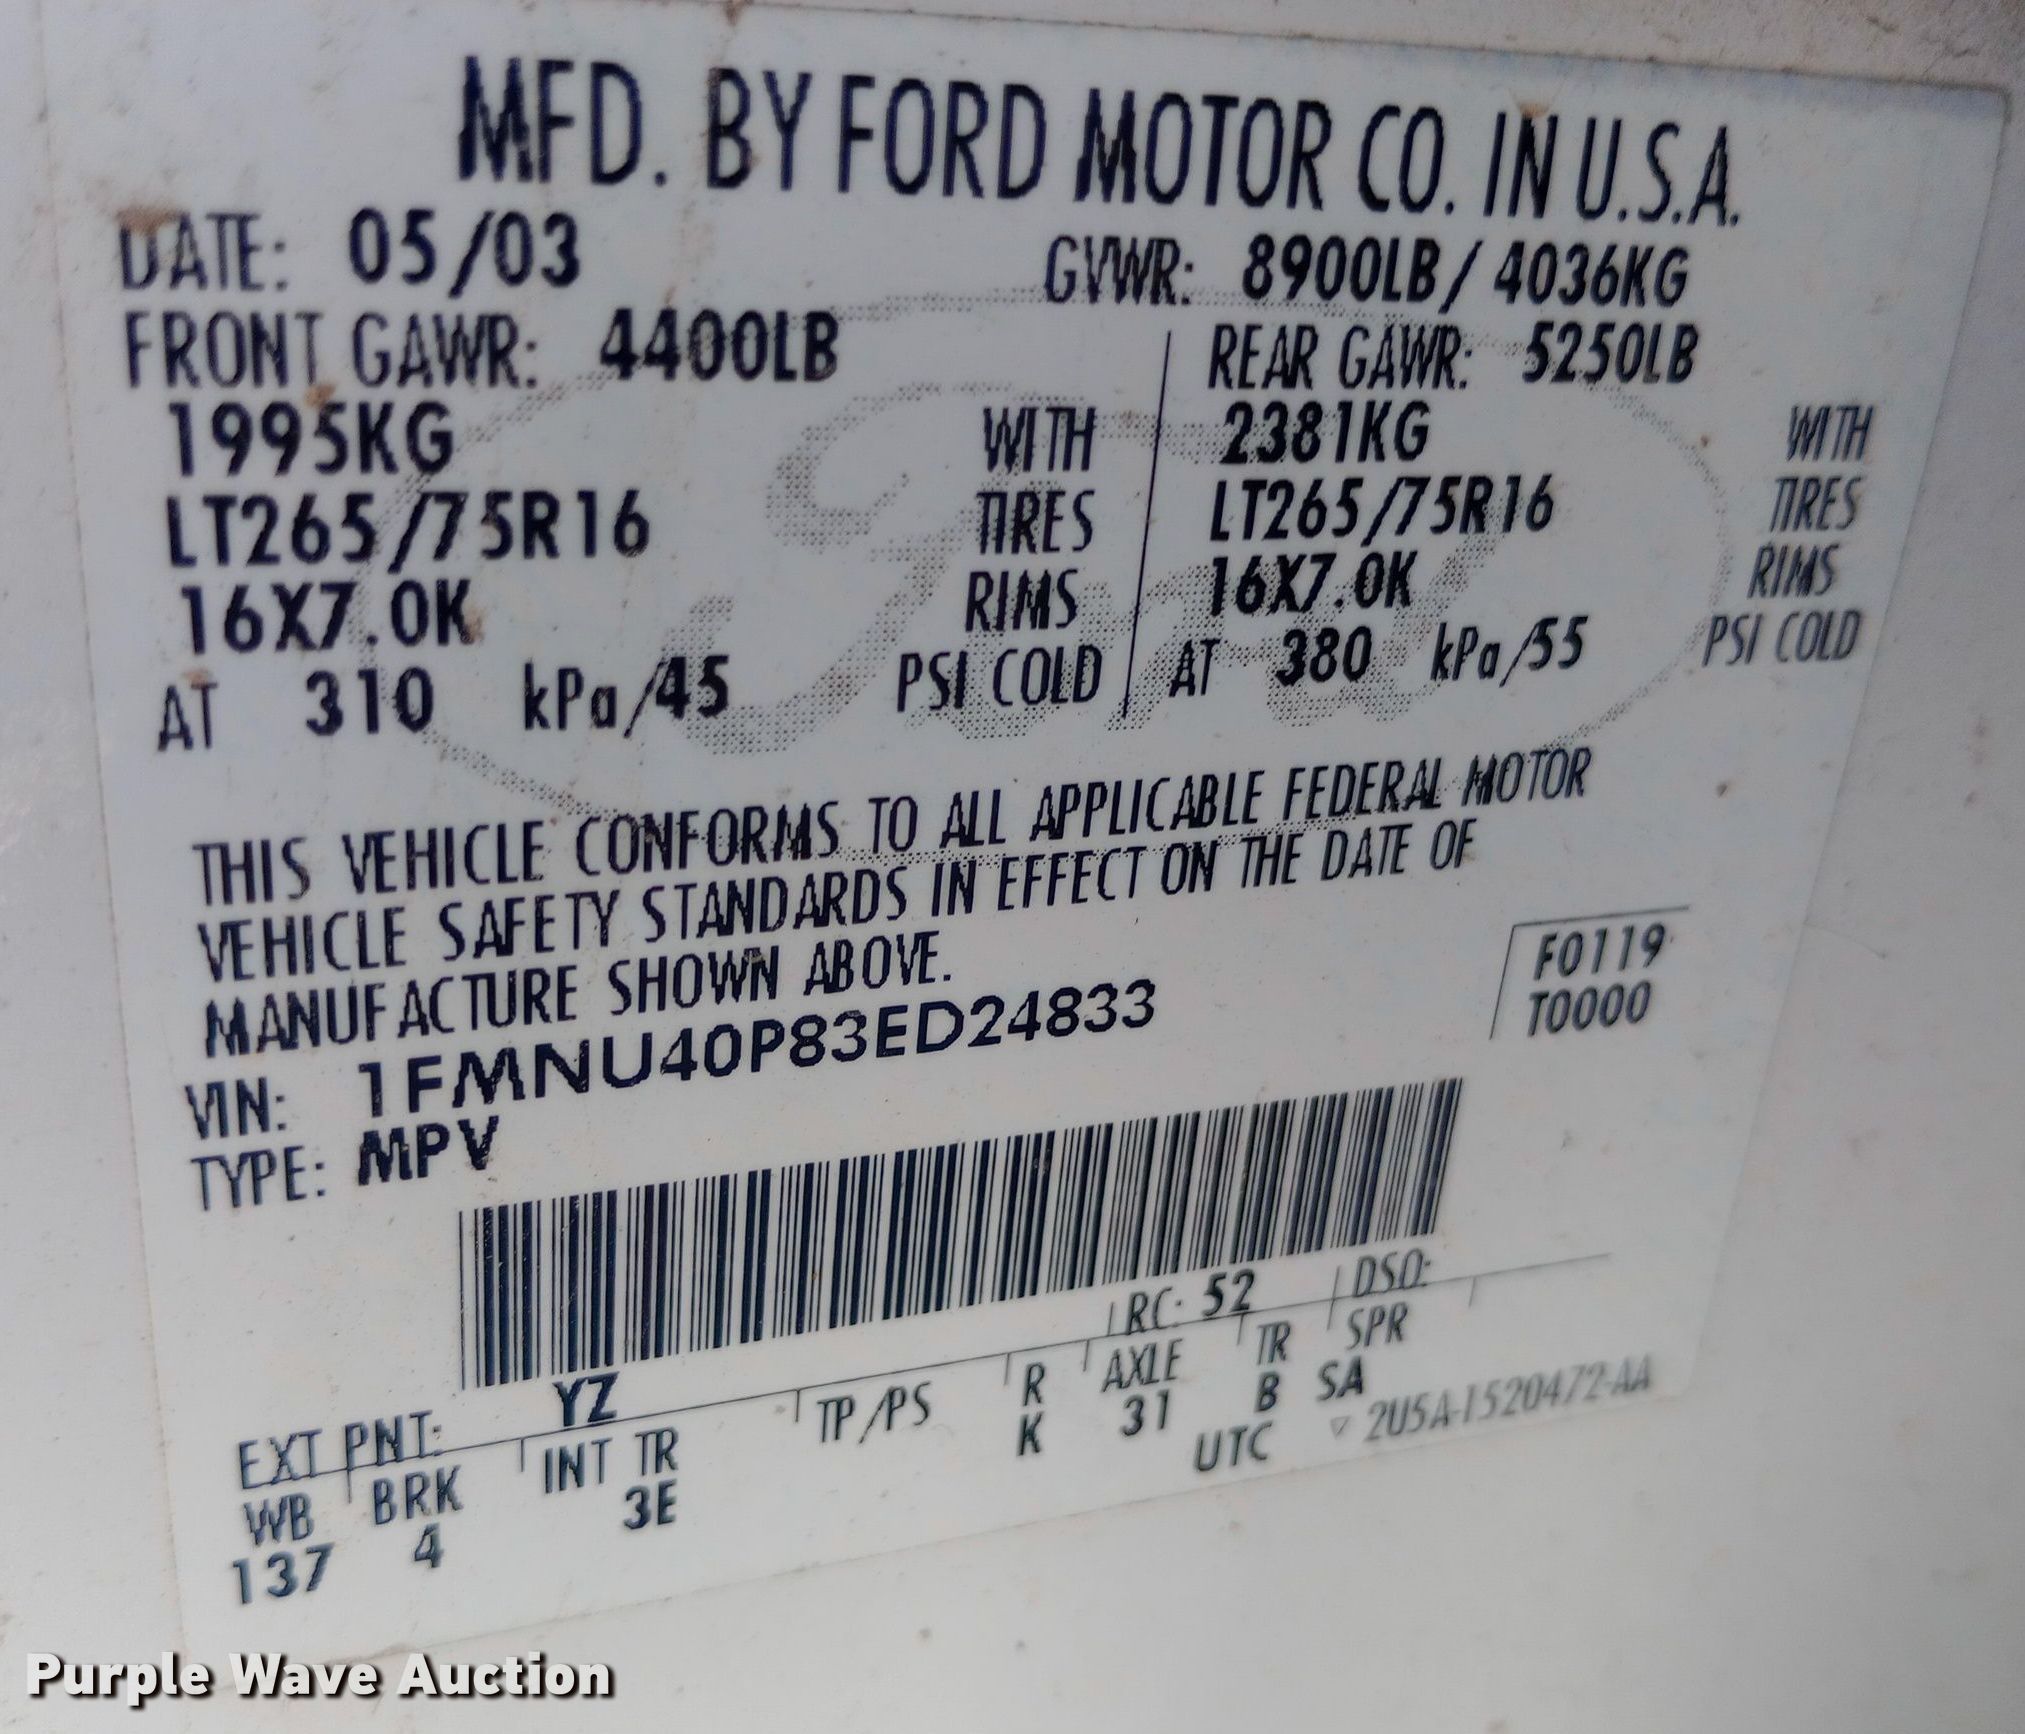 MFD. BY FORD MOTOR CO. IN U.S.A.
DATE: 05/03 GVWR: 8900LB/ 4036KG
FRONT GAWR: 4400LB REAR GAWR: 5250LB
1995KG WITH 2381KG WITH
LT265/75R16 TIRES LT265/75R16 TIRES
16X7.0K RIMS 16X7.0K RIMS
AT 310 kPa/45 PSI COLD AT 380 kPa/55 PSI COLD
THIS VEHICLE CONFORMS TO ALL APPLICABLE FEDERAL MOTOR
VEHICLE SAFETY STANDARDS IN EFFECT ON THE DATE OF
MANUFACTURE SHOWN ABOVE.
F0119
T0000
VIN: 1FMNU40P83ED24833
TYPE: MPV
EXT PNT: YZ RC: 52 DSO:
WB BRK INT TR TP/PS R AXLE TR SPR
137 4 3E K 31 B SA
UTC ▽ 2U5A-1520472-AA
Ford
Purple Wave Auction